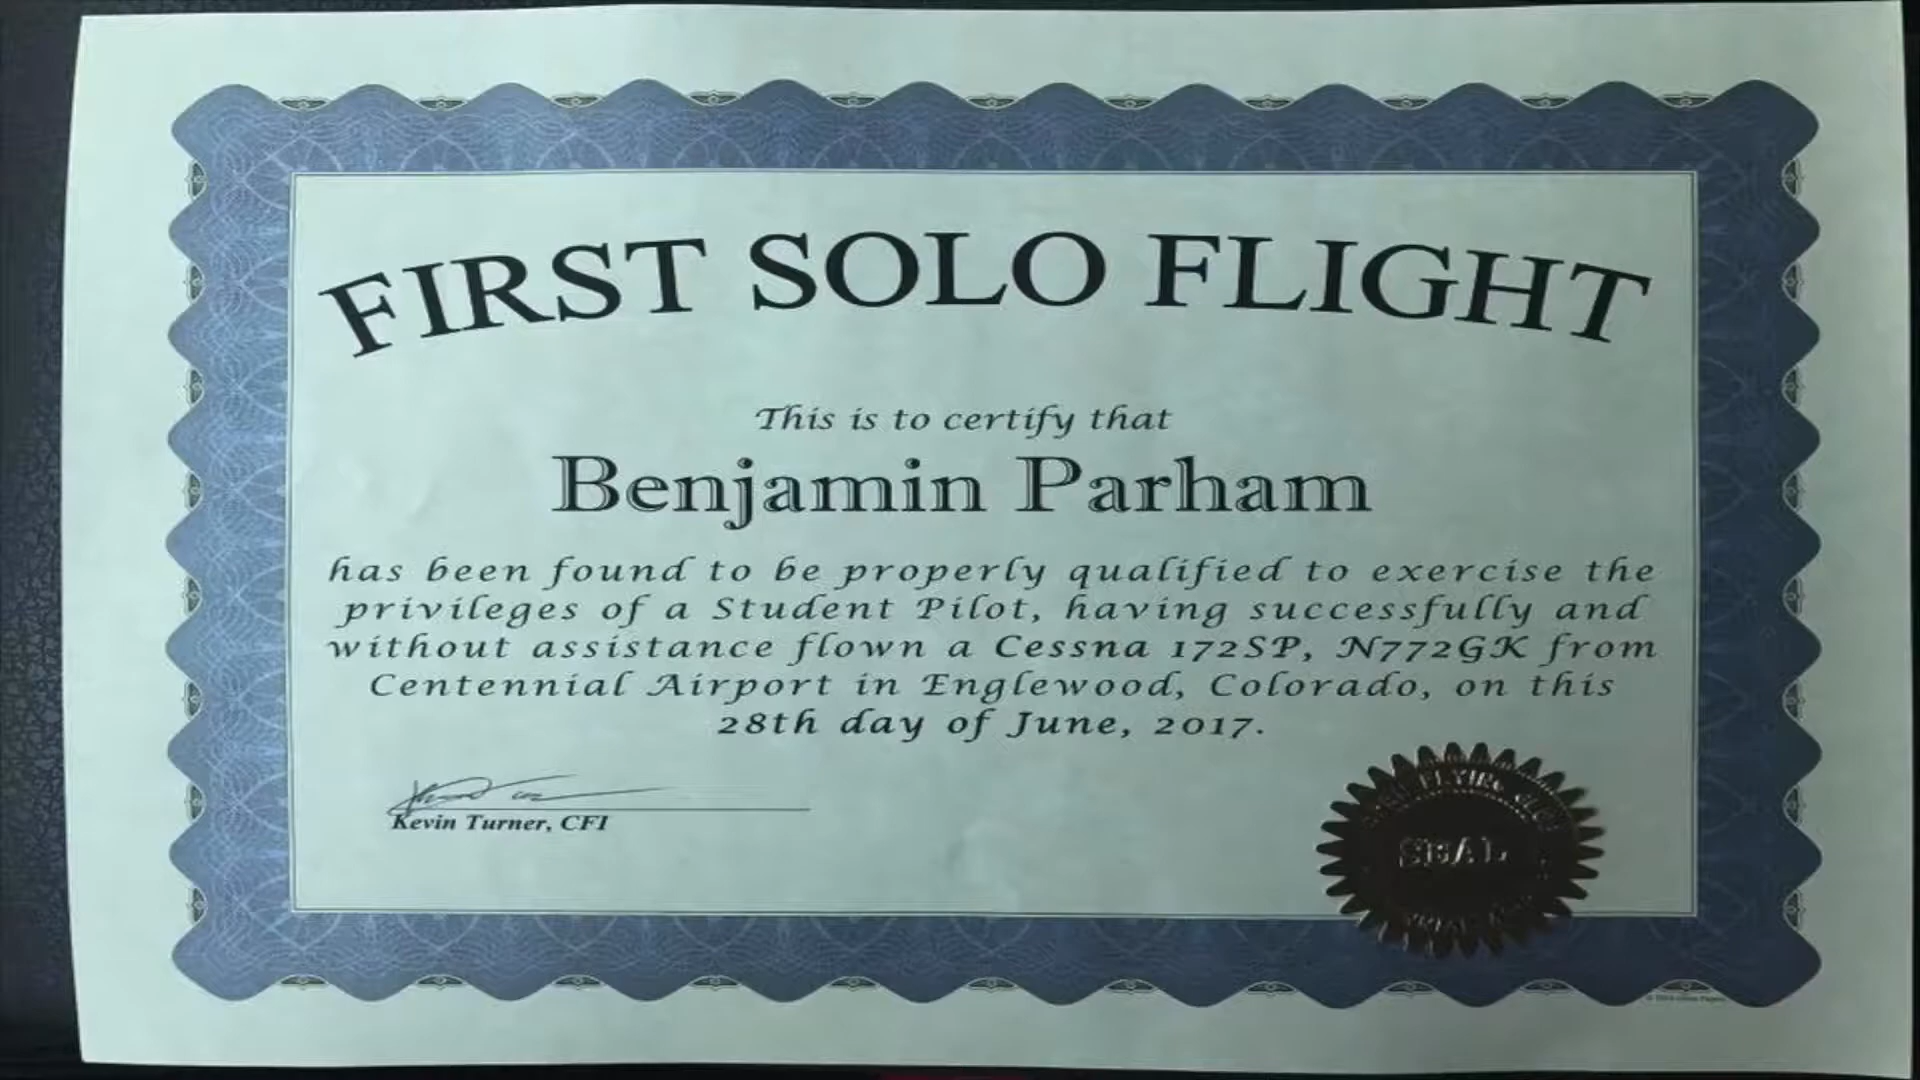 FIRST SOLO FLIGHT
This is to certify that
Benjamin Parham
has been found to be properly qualified to exercise the
privileges of a Student Pilot, having successfully and
without assistance flown a Cessna 172SP, N772GK from
Centennial Airport in Englewood, Colorado, on this
28th day of June, 2017.
Kevin Turner, CFI
FLYING CLUB
SEAL